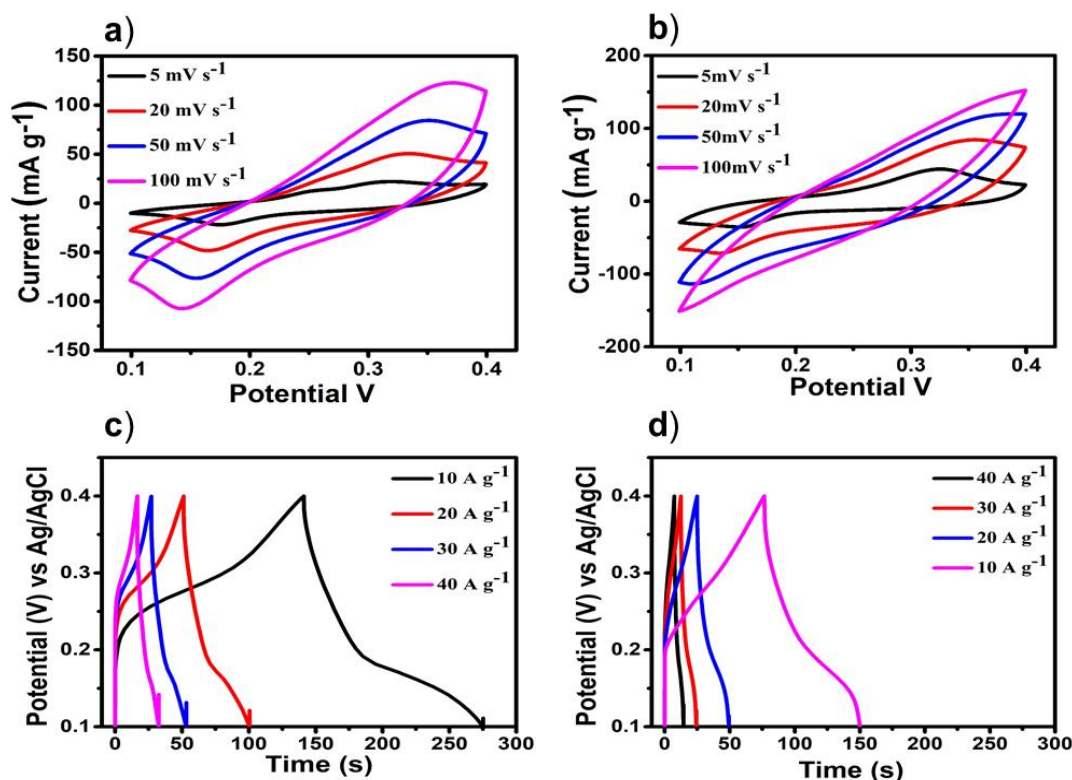 a)
150
100
50
0
-50
-100
-150
Current (mA g-1)
5 mV s-1
20 mV s-1
50 mV s-1
100 mV s-1
0.1 0.2 0.3 0.4
Potential V
b)
200
100
0
-100
-200
Current (mA g-1)
5mV s-1
20mV s-1
50mV s-1
100mV s-1
0.1 0.2 0.3 0.4
Potential V
c)
0.4
0.3
0.2
0.1
Potential (V) vs Ag/AgCl
10 A g-1
20 A g-1
30 A g-1
40 A g-1
0 50 100 150 200 250 300
Time (s)
d)
0.4
0.3
0.2
0.1
Potential (V) vs Ag/AgCl
40 A g-1
30 A g-1
20 A g-1
10 A g-1
0 50 100 150 200 250 300
Time (s)